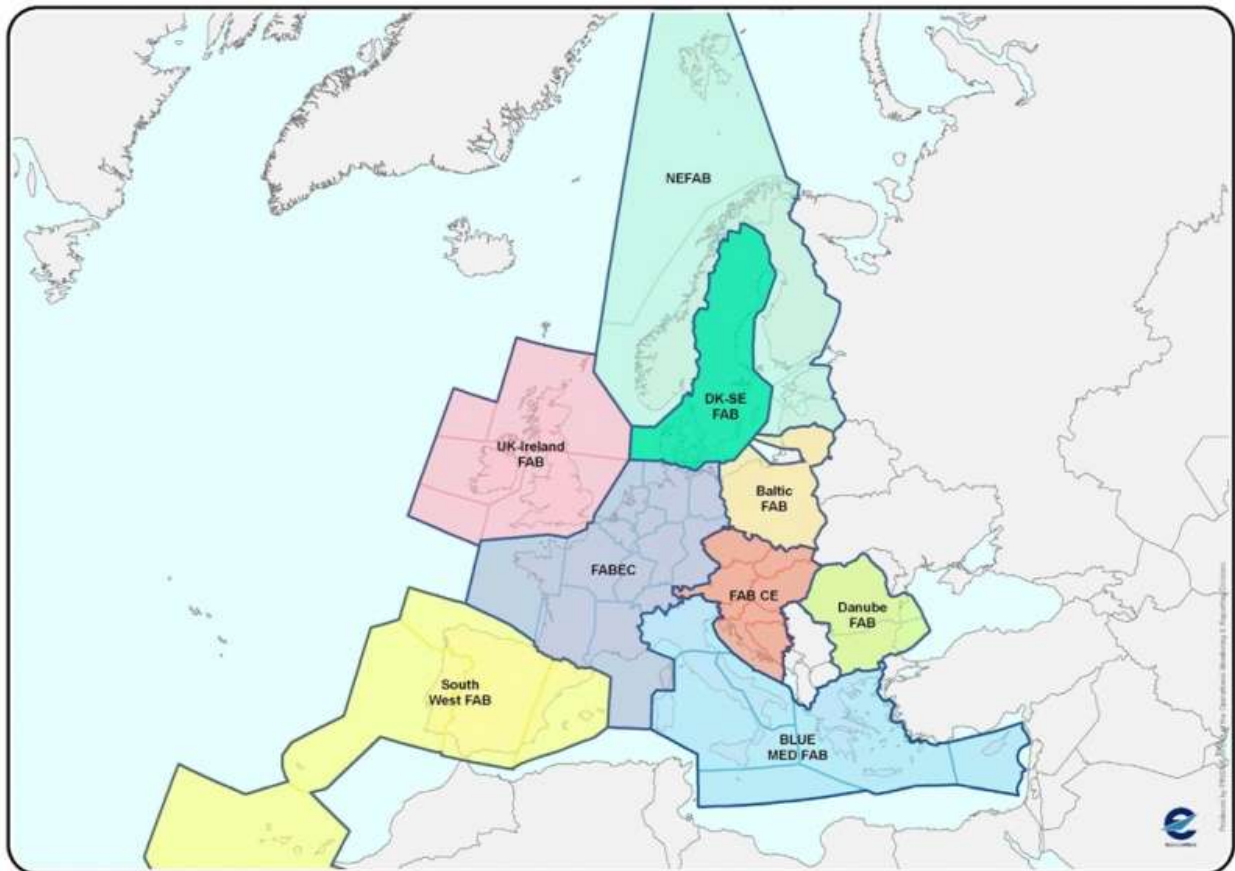 NEFAB
DK-SE
FAB
UK-Ireland
FAB
Baltic
FAB
FABEC
FAB CE
Danube
FAB
South
West FAB
BLUE
MED FAB